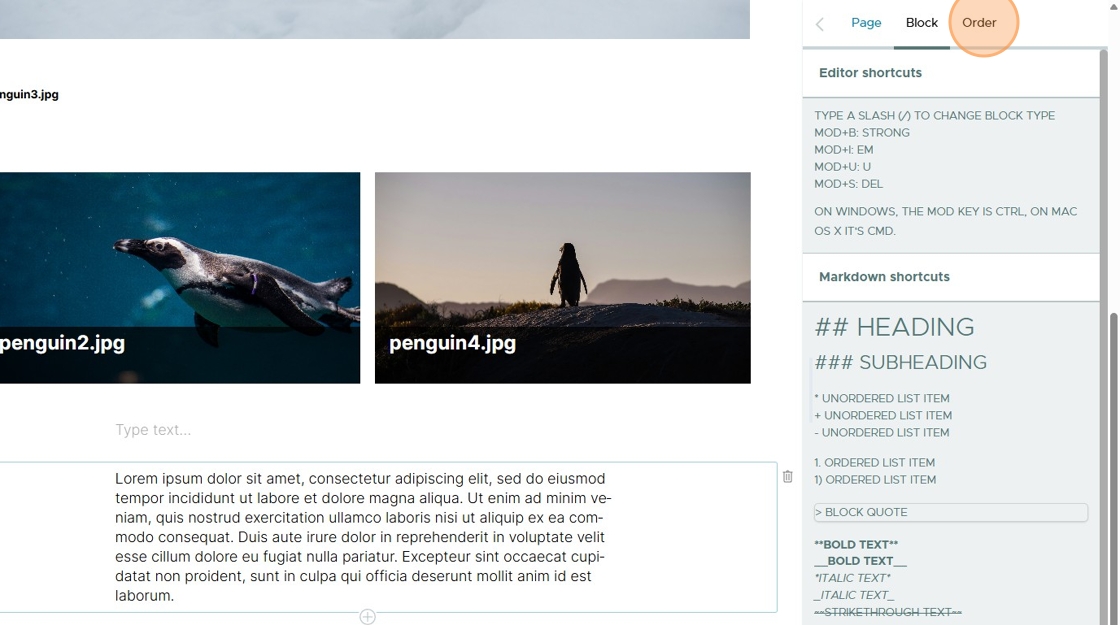 nguin3.jpg
penguin2.jpg
penguin4.jpg
Type text...
Lorem ipsum dolor sit amet, consectetur adipiscing elit, sed do eiusmod
tempor incididunt ut labore et dolore magna aliqua. Ut enim ad minim ve-
niam, quis nostrud exercitation ullamco laboris nisi ut aliquip ex ea com-
modo consequat. Duis aute irure dolor in reprehenderit in voluptate velit
esse cillum dolore eu fugiat nulla pariatur. Excepteur sint occaecat cupi-
datat non proident, sunt in culpa qui officia deserunt mollit anim id est
laborum.
Page Block Order
Editor shortcuts
TYPE A SLASH (/) TO CHANGE BLOCK TYPE
MOD+B: STRONG
MOD+I: EM
MOD+U: U
MOD+S: DEL
ON WINDOWS, THE MOD KEY IS CTRL, ON MAC
OS X IT'S CMD.
Markdown shortcuts
## HEADING
### SUBHEADING
* UNORDERED LIST ITEM
+ UNORDERED LIST ITEM
- UNORDERED LIST ITEM
1. ORDERED LIST ITEM
1) ORDERED LIST ITEM
> BLOCK QUOTE
**BOLD TEXT**
__BOLD TEXT__
*ITALIC TEXT*
_ITALIC TEXT_
~~STRIKETHROUGH TEXT~~